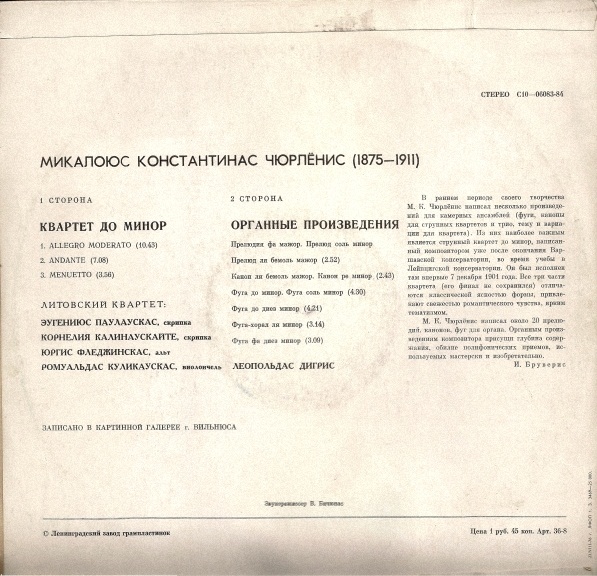 СТЕРЕО С10—06083-84
МИКАЛОЮС КОНСТАНТИНАС ЧЮРЛЁНИС (1875—1911)
1 СТОРОНА
КВАРТЕТ ДО МИНОР
1. ALLEGRO MODERATO (10.43)
2. ANDANTE (7.08)
3. MENUETTO (3.56)
ЛИТОВСКИЙ КВАРТЕТ:
ЭУГЕНИЮС ПАУЛАУСКАС, скрипка
КОРНЕЛИЯ КАЛИНАУСКАЙТЕ, скрипка
ЮРГИС ФЛЕДЖИНСКАС, альт
РОМУАЛЬДАС КУЛИКАУСКАС, виолончель
2 СТОРОНА
ОРГАННЫЕ ПРОИЗВЕДЕНИЯ
Прелюдия фа мажор. Прелюд соль минор
Прелюд ля бемоль мажор (2.52)
Канон ля бемоль мажор. Канон ре минор (2.43)
Фуга до минор. Фуга соль минор (4.30)
Фуга до диез минор (4.21)
Фуга-хорал ля минор (3.14)
Фуга фа диез минор (3.09)
ЛЕОПОЛЬДАС ДИГРИС
В раннем периоде своего творчества
М. К. Чюрлёнис написал несколько произведе-
ний для камерных ансамблей (фуги, каноны
для струнных квартетов и трио, тему и вариа-
ции для квартета). Из них наиболее важным
является струнный квартет до минор, написан-
ный композитором уже после окончания Вар-
шавской консерватории, во время учебы в
Лейпцигской консерватории. Он был исполнен
там впервые 7 декабря 1901 года. Все три части
квартета (его финал не сохранился) отлича-
ются классической ясностью формы, привле-
кают свежестью романтического чувства, ярким
тематизмом.
М. К. Чюрлёнис написал около 20 прелю-
дий, канонов, фуг для органа. Органным произ-
ведениям композитора присущи глубина содер-
жания, обилие полифонических приемов, ис-
пользуемых мастерски и изобретательно.
И. Бруверис
ЗАПИСАНО В КАРТИННОЙ ГАЛЕРЕЕ г. ВИЛЬНЮСА
Звукорежиссер В.
© Ленинградский завод грампластинок
Цена 1 руб. 45 коп. Арт. 36-8